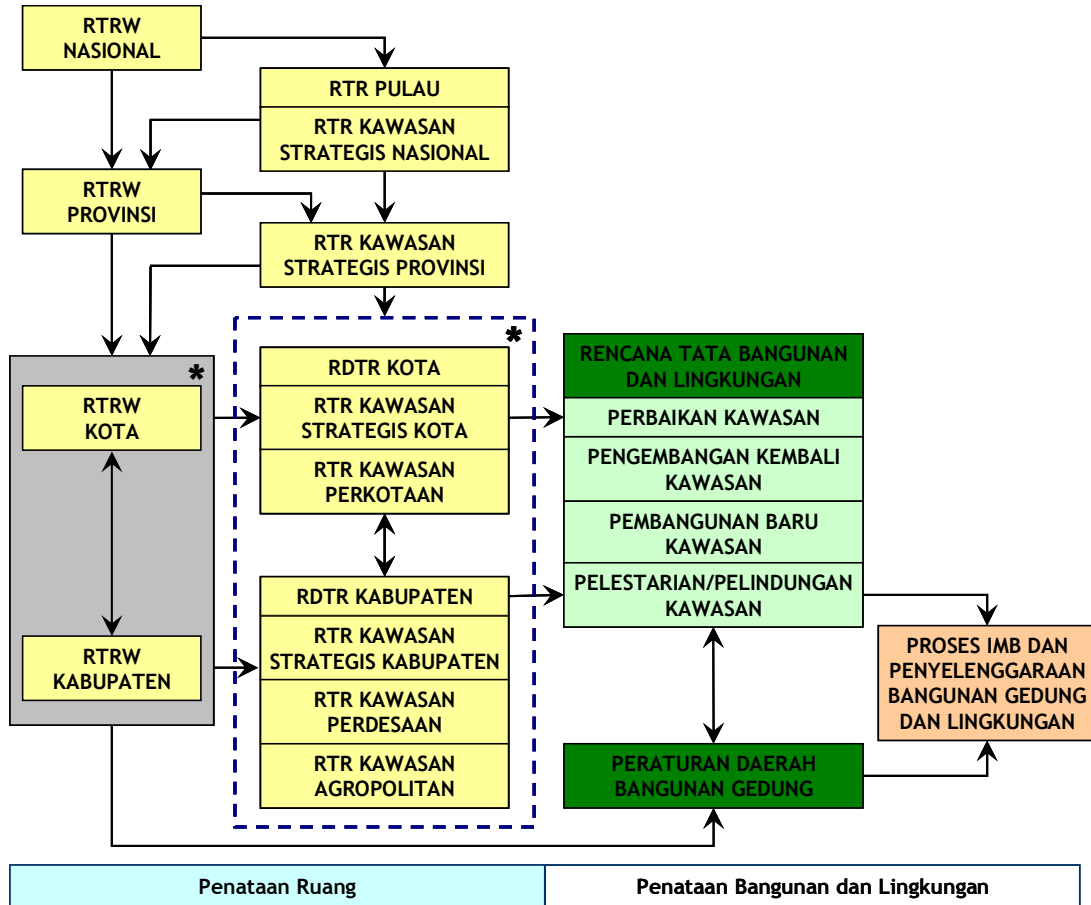 RTRW
NASIONAL
RTR PULAU
RTR KAWASAN
STRATEGIS NASIONAL
RTRW
PROVINSI
RTR KAWASAN
STRATEGIS PROVINSI
*
RTRW
KOTA
RTRW
KABUPATEN
*
RDTR KOTA
RTR KAWASAN
STRATEGIS KOTA
RTR KAWASAN
PERKOTAAN
RDTR KABUPATEN
RTR KAWASAN
STRATEGIS KABUPATEN
RTR KAWASAN
PERDESAAN
RTR KAWASAN
AGROPOLITAN
RENCANA TATA BANGUNAN
DAN LINGKUNGAN
PERBAIKAN KAWASAN
PENGEMBANGAN KEMBALI
KAWASAN
PEMBANGUNAN BARU
KAWASAN
PELESTARIAN/PELINDUNGAN
KAWASAN
PERATURAN DAERAH
BANGUNAN GEDUNG
PROSES IMB DAN
PENYELENGGARAAN
BANGUNAN GEDUNG
DAN LINGKUNGAN
Penataan Ruang
Penataan Bangunan dan Lingkungan